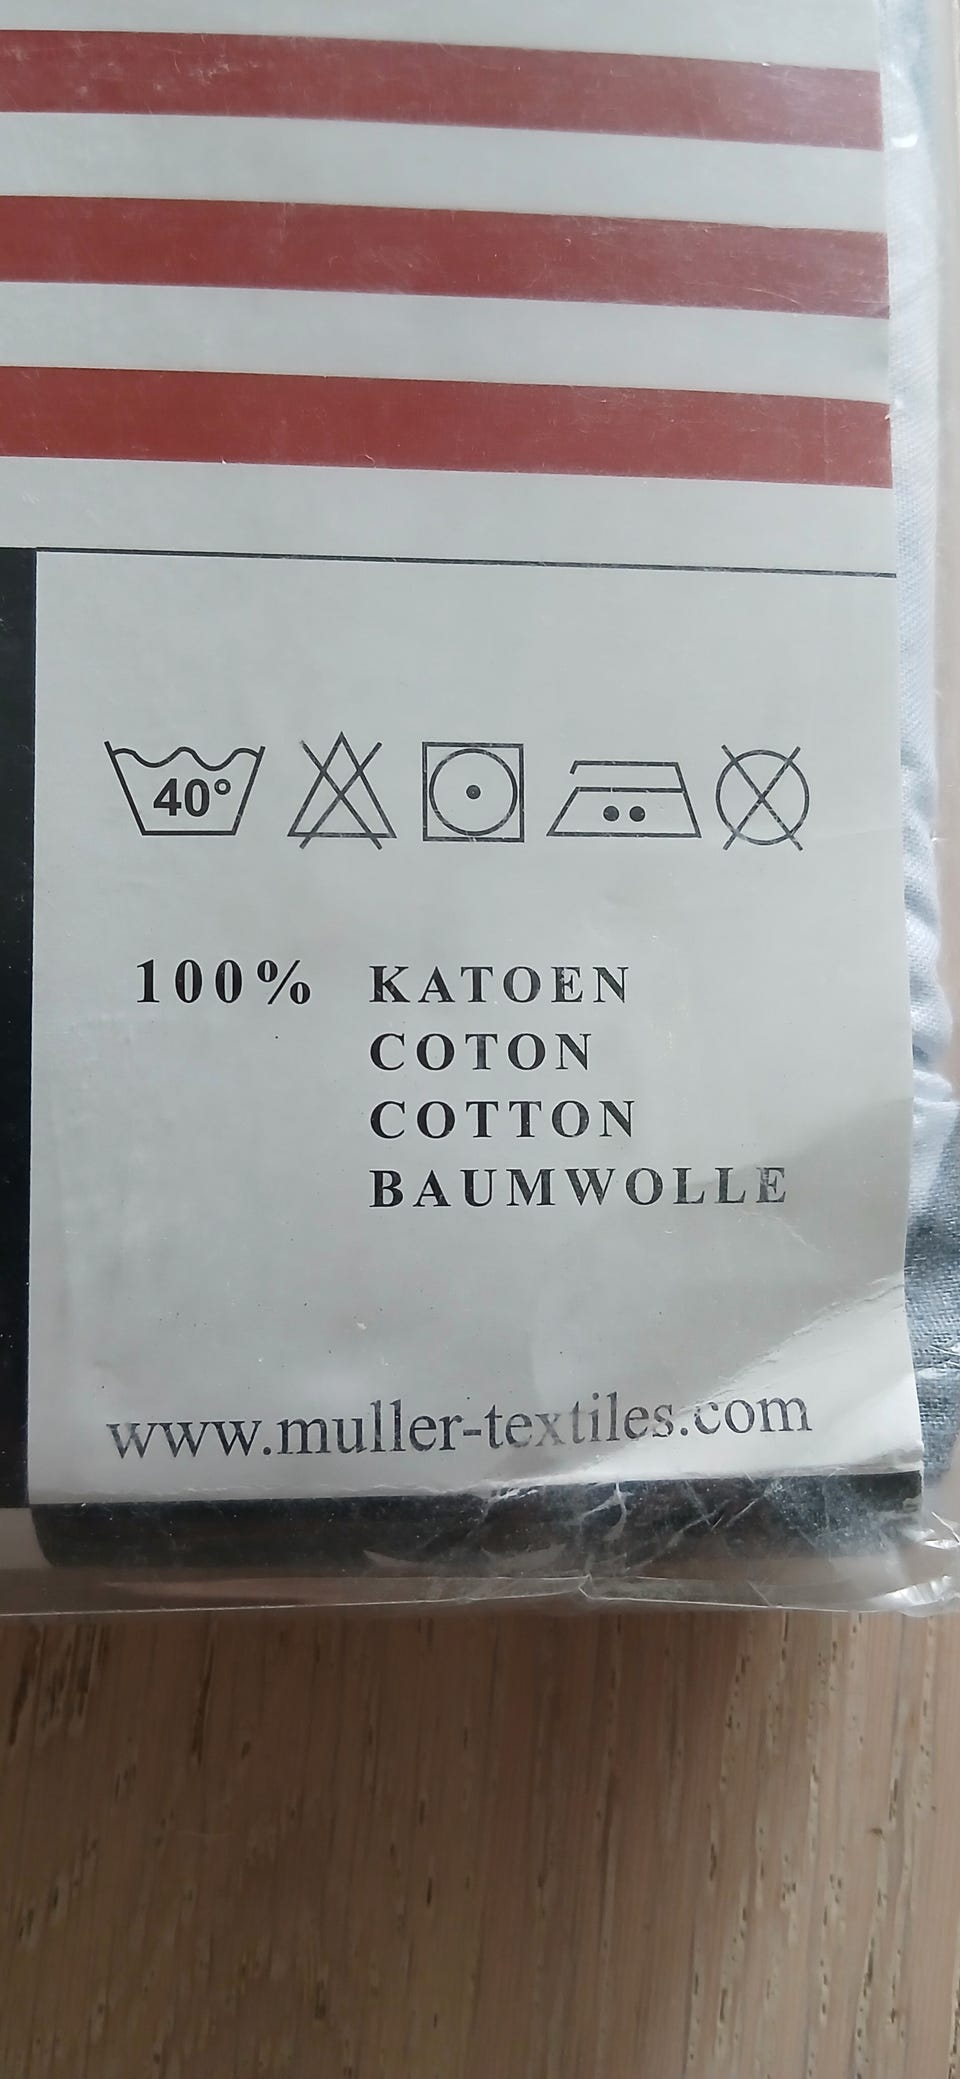 40°
100% KATOEN
COTON
COTTON
BAUMWOLLE
www.muller-textiles.com